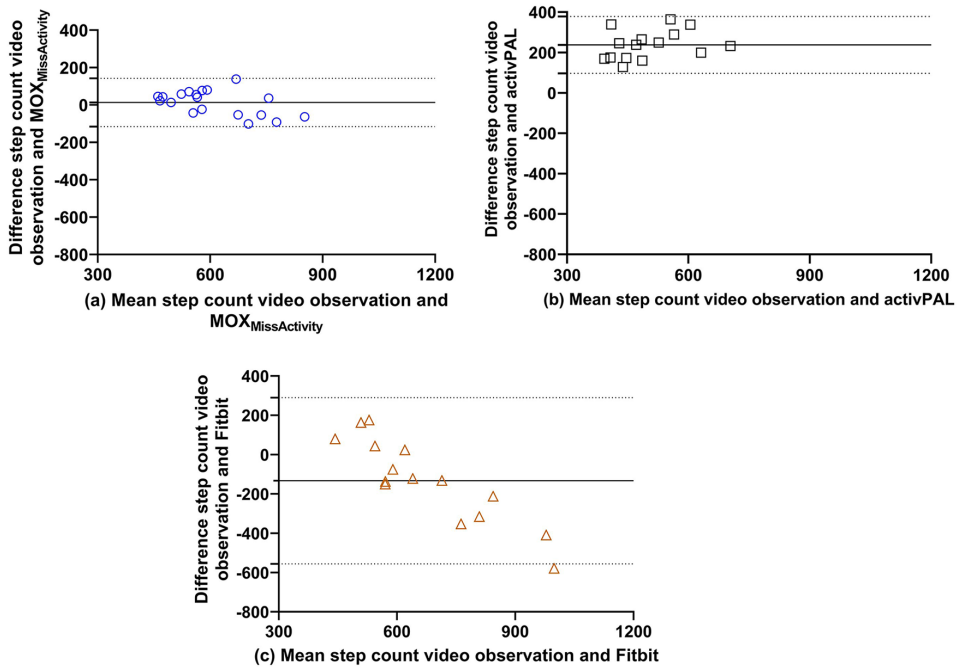 Difference step count video
observation and MOXMissActivity
400
200
0
-200
-400
-600
-800
300 600 900 1200
(a) Mean step count video observation and
MOXMissActivity
Difference step count video
observation and activPAL
400
200
0
-200
-400
-600
-800
300 600 900 1200
(b) Mean step count video observation and activPAL
Difference step count video
observation and Fitbit
400
200
0
-200
-400
-600
-800
300 600 900 1200
(c) Mean step count video observation and Fitbit